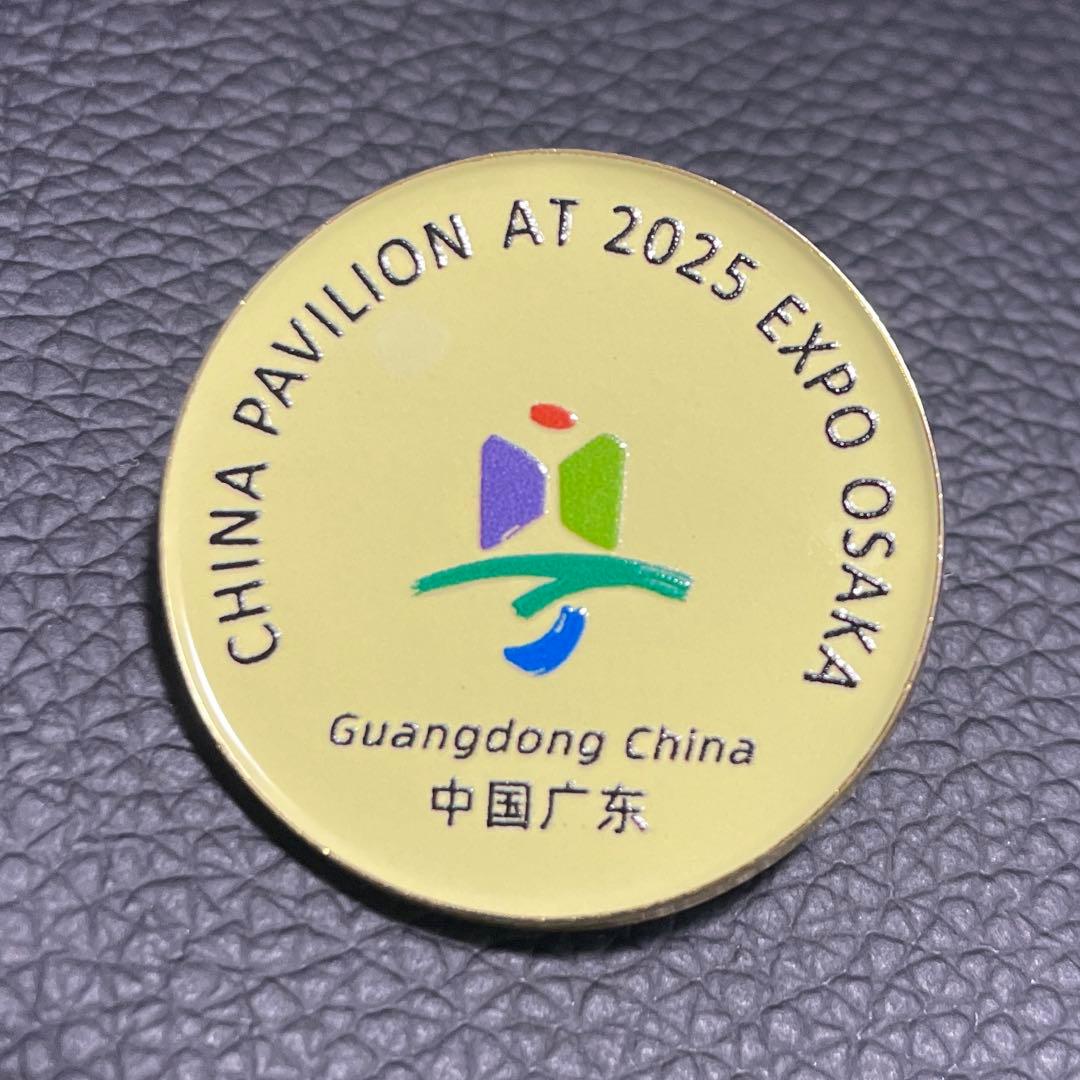 CHINA PAVILION AT 2025 EXPO OSAKA
Guangdong China
中国广东